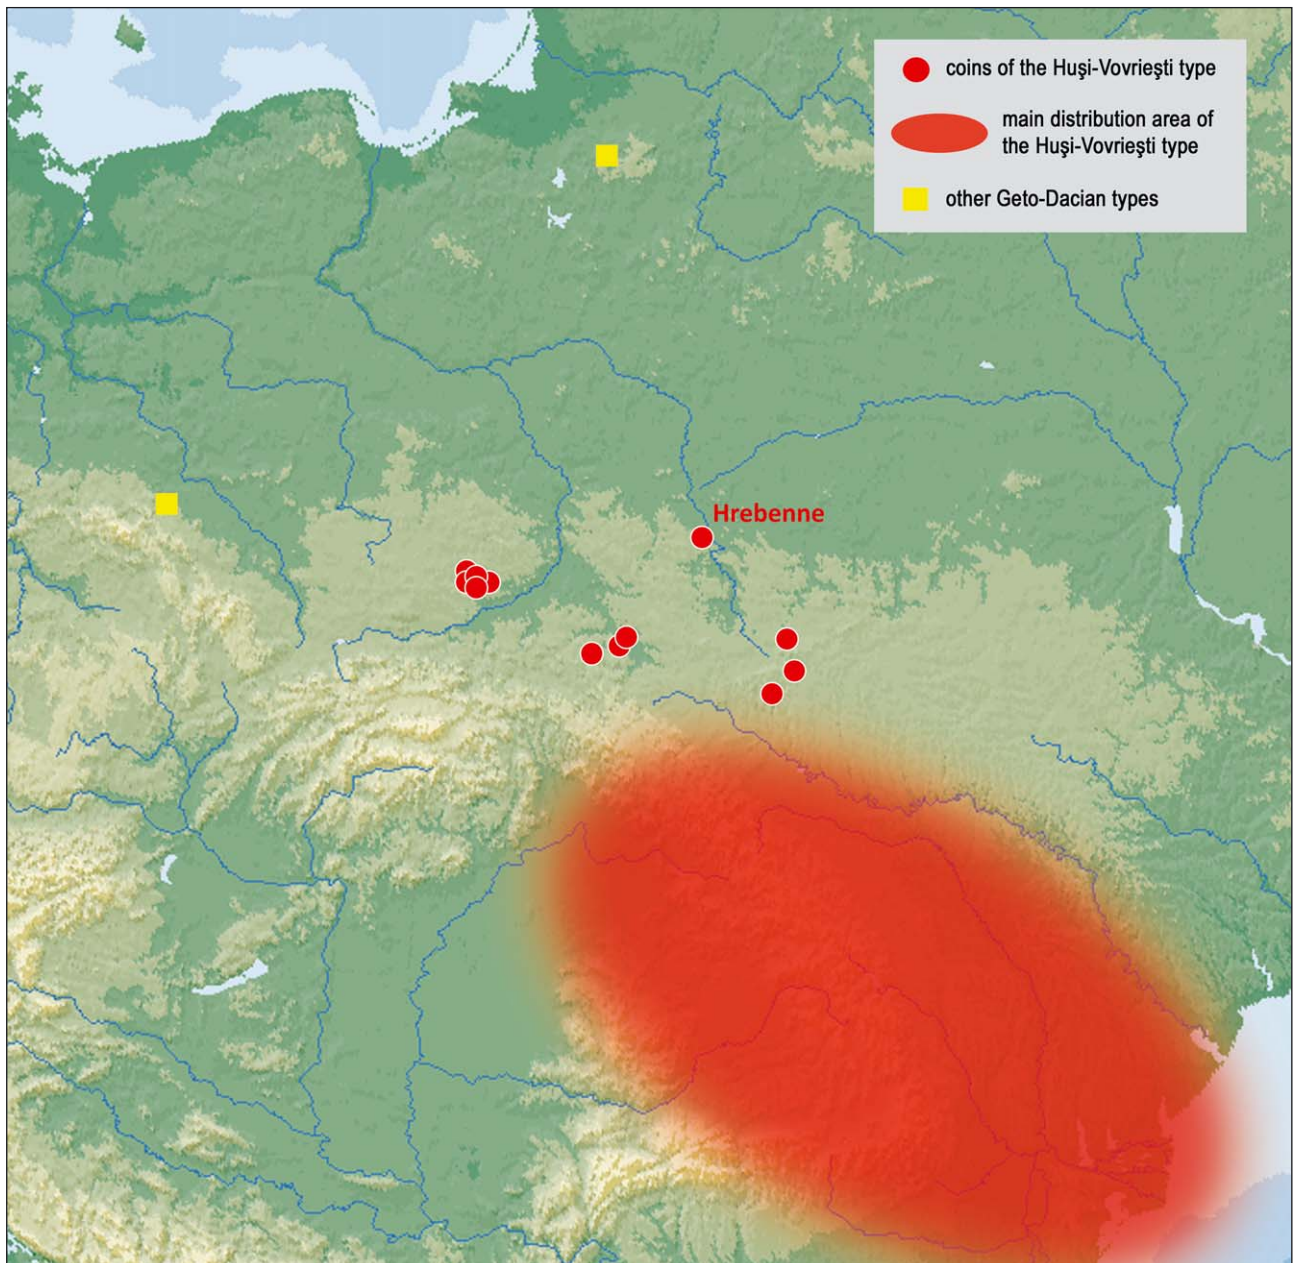 coins of the Huşi-Vovrieşti type
main distribution area of
the Huşi-Vovrieşti type
other Geto-Dacian types
Hrebenne